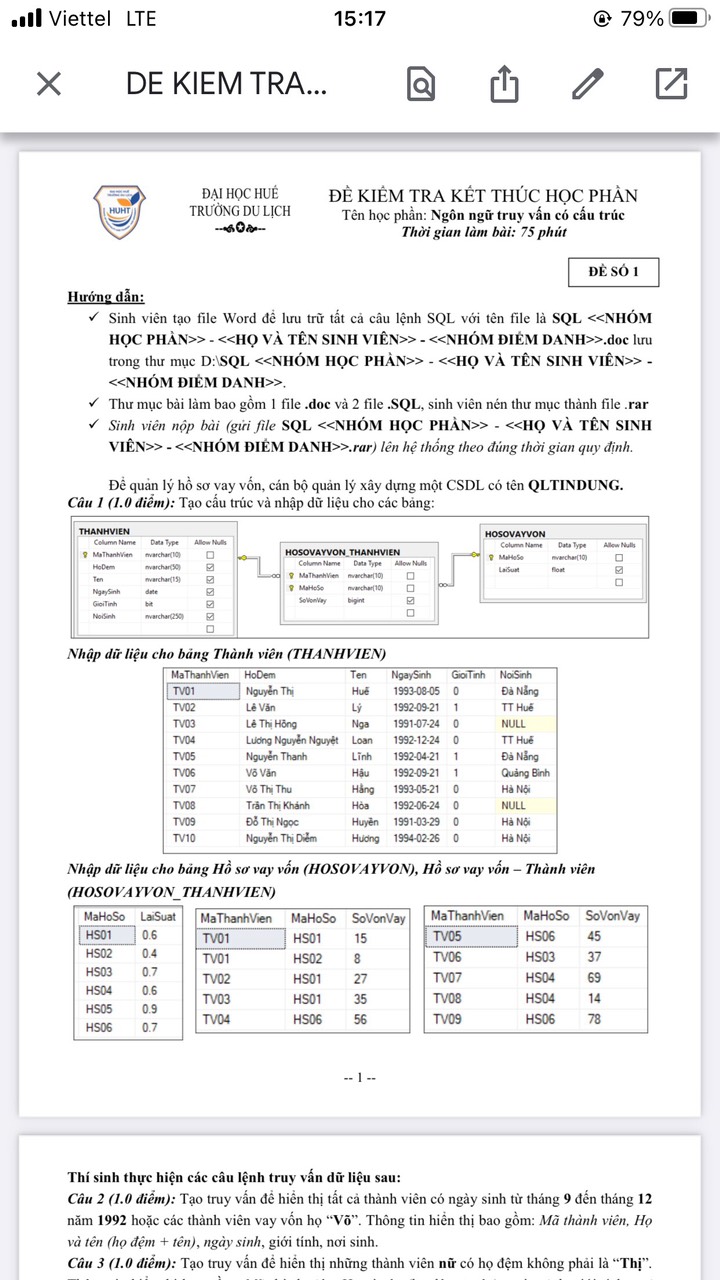 Viettel LTE 15:17 79%
DE KIEM TRA...
HUHT
ĐẠI HỌC HUẾ
TRƯỜNG DU LỊCH
ĐỀ KIỂM TRA KẾT THÚC HỌC PHẦN
Tên học phần: Ngôn ngữ truy vấn có cấu trúc
Thời gian làm bài: 75 phút
ĐỀ SỐ 1
Hướng dẫn:
✓ Sinh viên tạo file Word để lưu trữ tất cả câu lệnh SQL với tên file là SQL <<NHÓM
HỌC PHẦN>> - <<HỌ VÀ TÊN SINH VIÊN>> - <<NHÓM ĐIỂM DANH>>.doc lưu
trong thư mục D:\SQL <<NHÓM HỌC PHẦN>> - <<HỌ VÀ TÊN SINH VIÊN>> -
<<NHÓM ĐIỂM DANH>>.
✓ Thư mục bài làm bao gồm 1 file .doc và 2 file .SQL, sinh viên nén thư mục thành file .rar
✓ Sinh viên nộp bài (gửi file SQL <<NHÓM HỌC PHẦN>> - <<HỌ VÀ TÊN SINH
VIÊN>> - <<NHÓM ĐIỂM DANH>>.rar) lên hệ thống theo đúng thời gian quy định.
Để quản lý hồ sơ vay vốn, cán bộ quản lý xây dựng một CSDL có tên QLTINDUNG.
Câu 1 (1.0 điểm): Tạo cấu trúc và nhập dữ liệu cho các bảng:
THANHVIEN
Column Name Data Type Allow Nulls
MaThanhVien nvarchar(10)
HoDem nvarchar(50)
Ten nvarchar(15)
NgaySinh date
GioiTinh bit
NoiSinh nvarchar(250)
HOSOVAYVON_THANHVIEN
Column Name Data Type Allow Nulls
MaThanhVien nvarchar(10)
MaHoSo nvarchar(10)
SoVonVay bigint
HOSOVAYVON
Column Name Data Type Allow Nulls
MaHoSo nvarchar(10)
LaiSuat float
Nhập dữ liệu cho bảng Thành viên (THANHVIEN)
MaThanhVien HoDem Ten NgaySinh GioiTinh NoiSinh
TV01 Nguyễn Thị Huế 1993-08-05 0 Đà Nẵng
TV02 Lê Văn Lý 1992-09-21 1 TT Huế
TV03 Lê Thị Hồng Nga 1991-07-24 0 NULL
TV04 Lương Nguyễn Nguyệt Loan 1992-12-24 0 TT Huế
TV05 Nguyễn Thanh Lĩnh 1992-04-21 1 Đà Nẵng
TV06 Võ Văn Hậu 1992-09-21 1 Quảng Bình
TV07 Võ Thị Thu Hằng 1993-05-21 0 Hà Nội
TV08 Trần Thị Khánh Hòa 1992-06-24 0 NULL
TV09 Đỗ Thị Ngọc Huyền 1991-03-29 0 Hà Nội
TV10 Nguyễn Thị Diễm Hương 1994-02-26 0 Hà Nội
Nhập dữ liệu cho bảng Hồ sơ vay vốn (HOSOVAYVON), Hồ sơ vay vốn – Thành viên
(HOSOVAYVON_THANHVIEN)
MaHoSo LaiSuat
HS01 0.6
HS02 0.4
HS03 0.7
HS04 0.6
HS05 0.9
HS06 0.7
MaThanhVien MaHoSo SoVonVay
TV01 HS01 15
TV01 HS02 8
TV02 HS01 27
TV03 HS01 35
TV04 HS06 56
MaThanhVien MaHoSo SoVonVay
TV05 HS06 45
TV06 HS03 37
TV07 HS04 69
TV08 HS04 14
TV09 HS06 78
-- 1 --
Thí sinh thực hiện các câu lệnh truy vấn dữ liệu sau:
Câu 2 (1.0 điểm): Tạo truy vấn để hiển thị tất cả thành viên có ngày sinh từ tháng 9 đến tháng 12
năm 1992 hoặc các thành viên vay vốn họ “Võ”. Thông tin hiển thị bao gồm: Mã thành viên, Họ
và tên (họ đệm + tên), ngày sinh, giới tính, nơi sinh.
Câu 3 (1.0 điểm): Tạo truy vấn để hiển thị những thành viên nữ có họ đệm không phải là “Thị”.